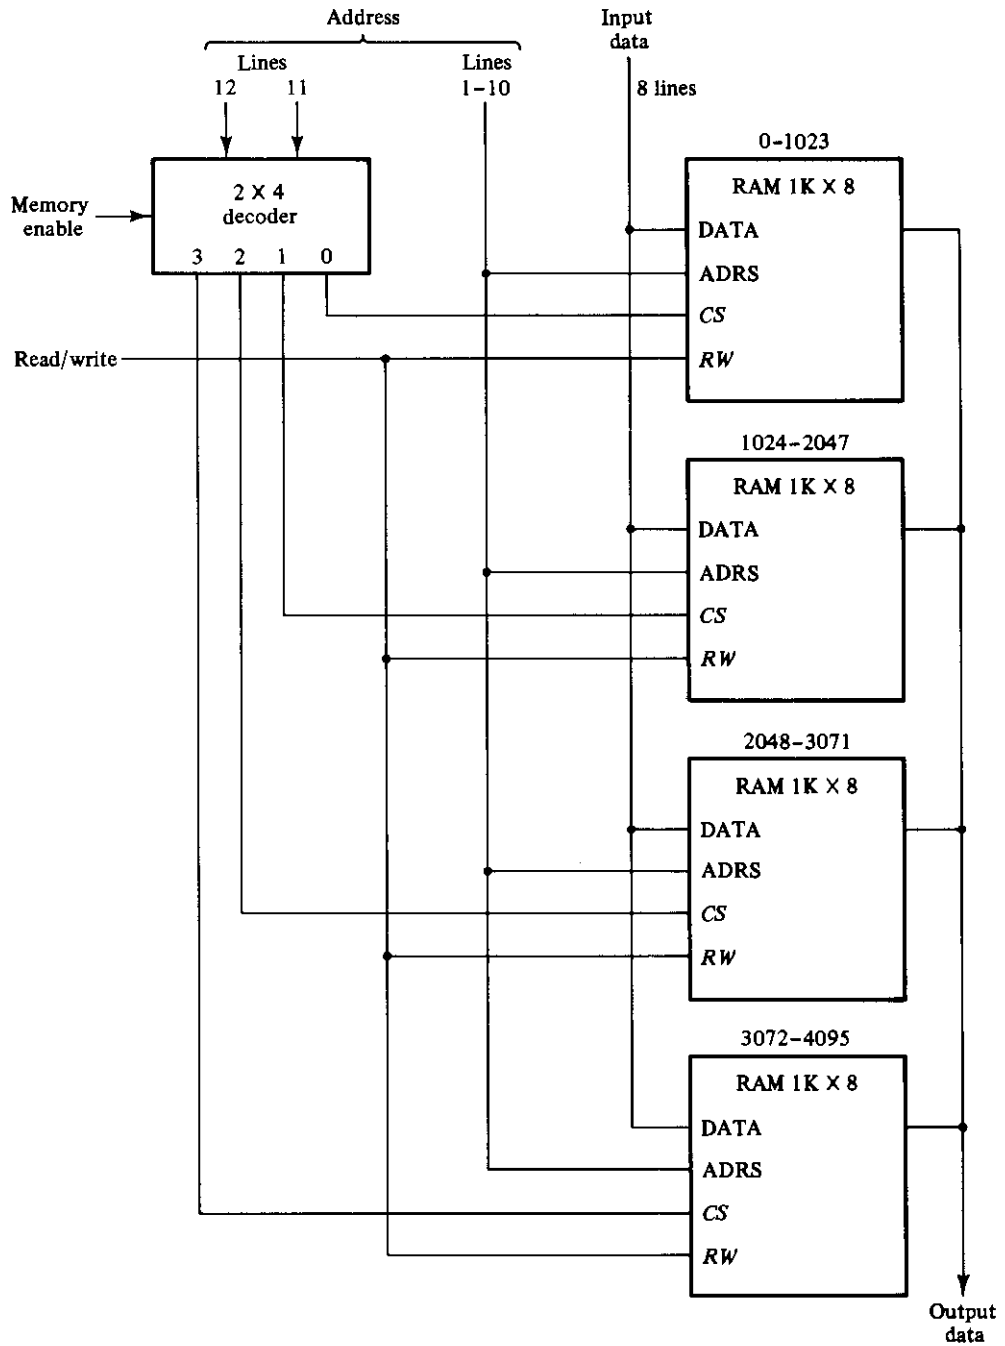 Address
Input
data
Lines
12
11
Lines
1-10
8 lines
0-1023
RAM 1K X 8
DATA
ADRS
CS
RW
2 X 4
decoder
3 2 1 0
Memory
enable
Read/write
1024-2047
RAM 1K X 8
DATA
ADRS
CS
RW
2048-3071
RAM 1K X 8
DATA
ADRS
CS
RW
3072-4095
RAM 1K X 8
DATA
ADRS
CS
RW
Output
data